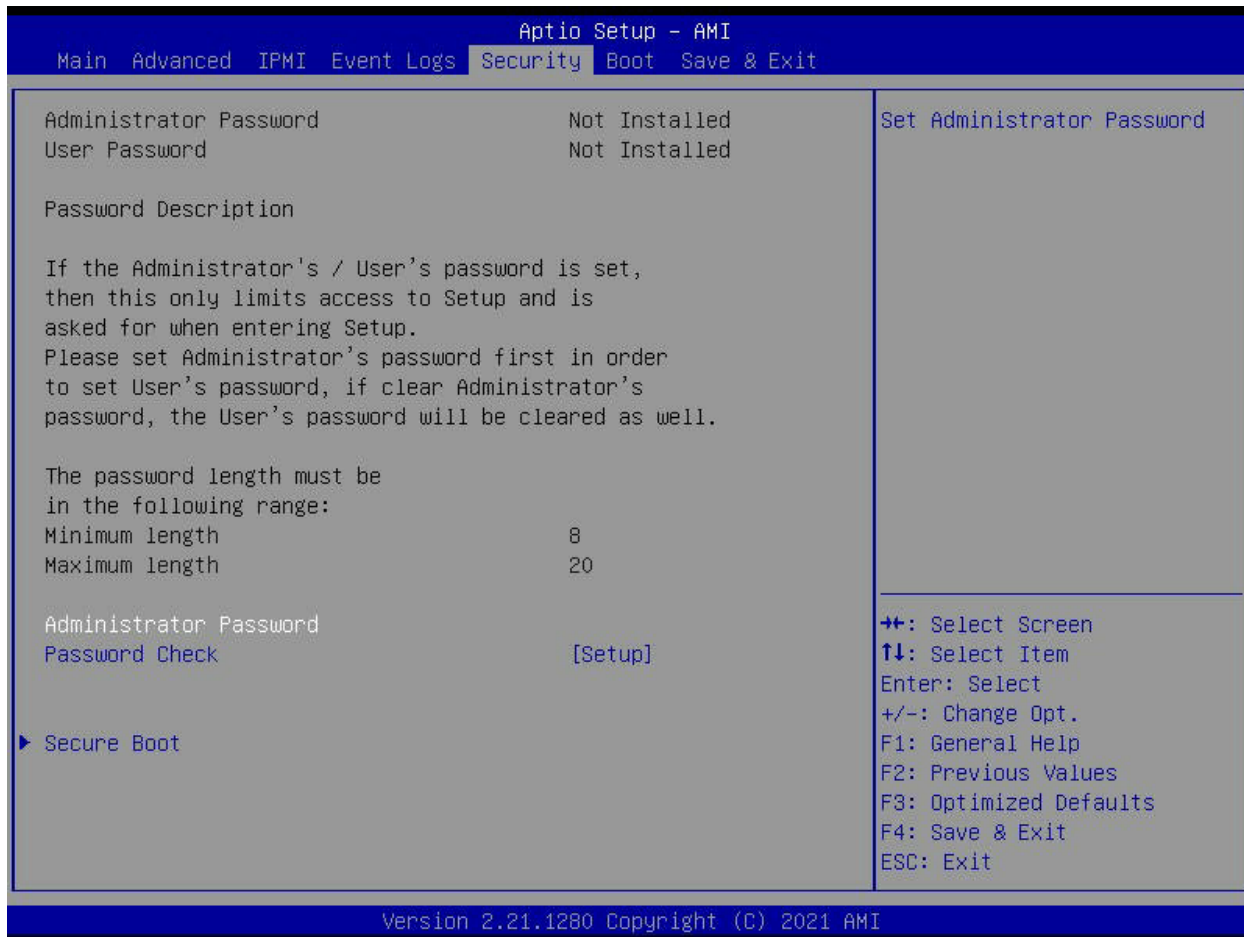 Aptio Setup – AMI
Main Advanced IPMI Event Logs Security Boot Save & Exit
Administrator Password Not Installed
User Password Not Installed
Password Description
If the Administrator's / User's password is set,
then this only limits access to Setup and is
asked for when entering Setup.
Please set Administrator's password first in order
to set User's password, if clear Administrator's
password, the User's password will be cleared as well.
The password length must be
in the following range:
Minimum length 8
Maximum length 20
Administrator Password
Password Check [Setup]
Secure Boot
Set Administrator Password
→←: Select Screen
↑↓: Select Item
Enter: Select
+/-: Change Opt.
F1: General Help
F2: Previous Values
F3: Optimized Defaults
F4: Save & Exit
ESC: Exit
Version 2.21.1280 Copyright (C) 2021 AMI